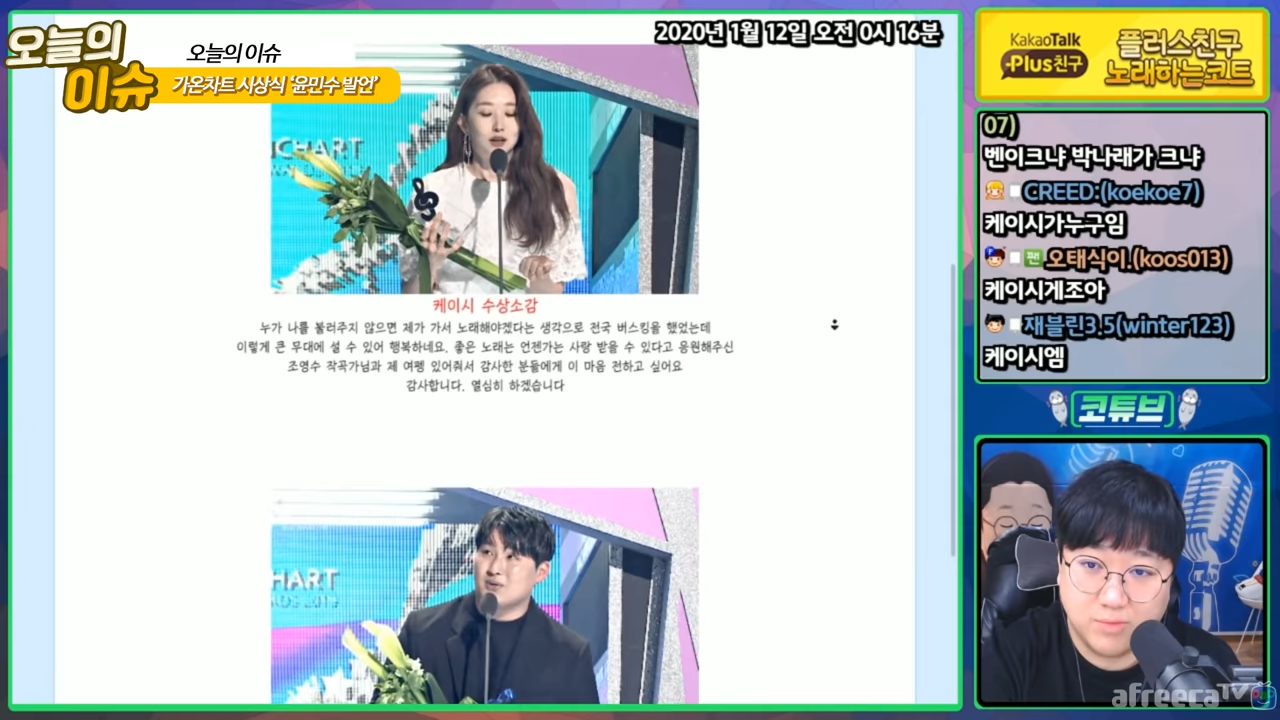 오늘의
이슈
오늘의 이슈
가온차트 시상식 '윤민수 발언'
2020년 1월 12일 오전 0시 16분
케이시 수상소감
누가 나를 불러주지 않으면 제가 가서 노래해야겠다는 생각으로 전국 버스킹을 했었는데
이렇게 큰 무대에 설 수 있어 행복하네요. 좋은 노래는 언젠가는 사랑 받을 수 있다고 응원해주신
조영수 작곡가님과 제 여펭 있어줘서 감사한 분들에게 이 마음 전하고 싶어요
감사합니다. 열심히 하겠습니다
HART
KakaoTalk
Plus친구
플러스친구
노래하는코트
07)
벤이크냐 박나래가 크냐
CREED:(koekoe7)
케이시가누구임
팬 오태식이.(koos013)
케이시게조아
재블린3.5(winter123)
케이시엠
코튜브
afreecaTV